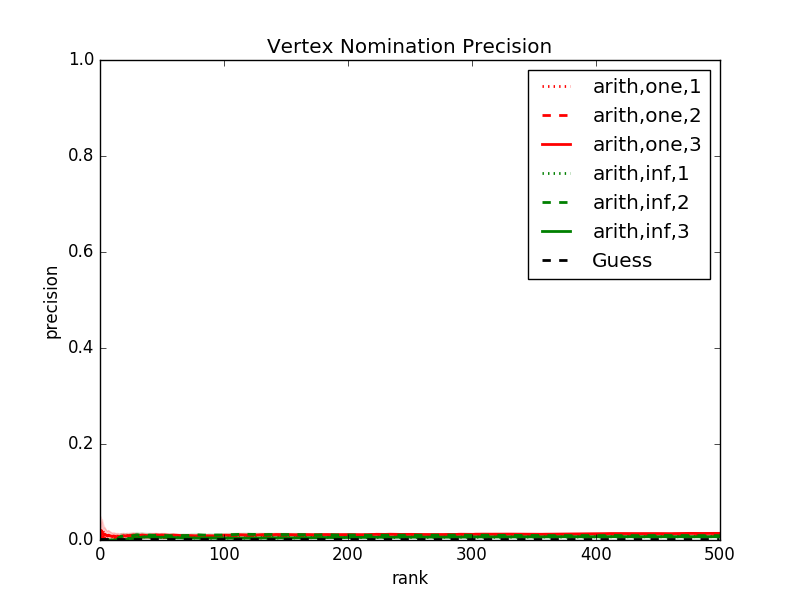 Vertex Nomination Precision
1.0
0.8
0.6
0.4
0.2
0.0
precision
0 100 200 300 400 500
rank
arith,one,1
arith,one,2
arith,one,3
arith,inf,1
arith,inf,2
arith,inf,3
Guess